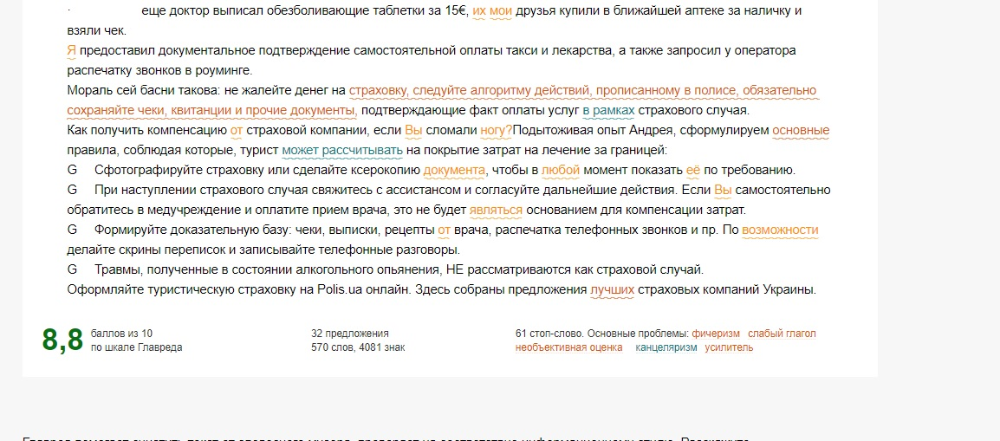 · еще доктор выписал обезболивающие таблетки за 15€, их мои друзья купили в ближайшей аптеке за наличку и
взяли чек.
Я предоставил документальное подтверждение самостоятельной оплаты такси и лекарства, а также запросил у оператора
распечатку звонков в роуминге.
Мораль сей басни такова: не жалейте денег на страховку, следуйте алгоритму действий, прописанному в полисе, обязательно
сохраняйте чеки, квитанции и прочие документы, подтверждающие факт оплаты услуг в рамках страхового случая.
Как получить компенсацию от страховой компании, если Вы сломали ногу?Подытоживая опыт Андрея, сформулируем основные
правила, соблюдая которые, турист может рассчитывать на покрытие затрат на лечение за границей:
G Сфотографируйте страховку или сделайте ксерокопию документа, чтобы в любой момент показать её по требованию.
G При наступлении страхового случая свяжитесь с ассистансом и согласуйте дальнейшие действия. Если Вы самостоятельно
обратитесь в медучреждение и оплатите прием врача, это не будет являться основанием для компенсации затрат.
G Формируйте доказательную базу: чеки, выписки, рецепты от врача, распечатка телефонных звонков и пр. По возможности
делайте скрины переписок и записывайте телефонные разговоры.
G Травмы, полученные в состоянии алкогольного опьянения, НЕ рассматриваются как страховой случай.
Оформляйте туристическую страховку на Polis.ua онлайн. Здесь собраны предложения лучших страховых компаний Украины.
8,8 баллов из 10 32 предложения 61 стоп-слово. Основные проблемы: фичеризм слабый глагол
по шкале Главреда 570 слов, 4081 знак необъективная оценка канцеляризм усилитель